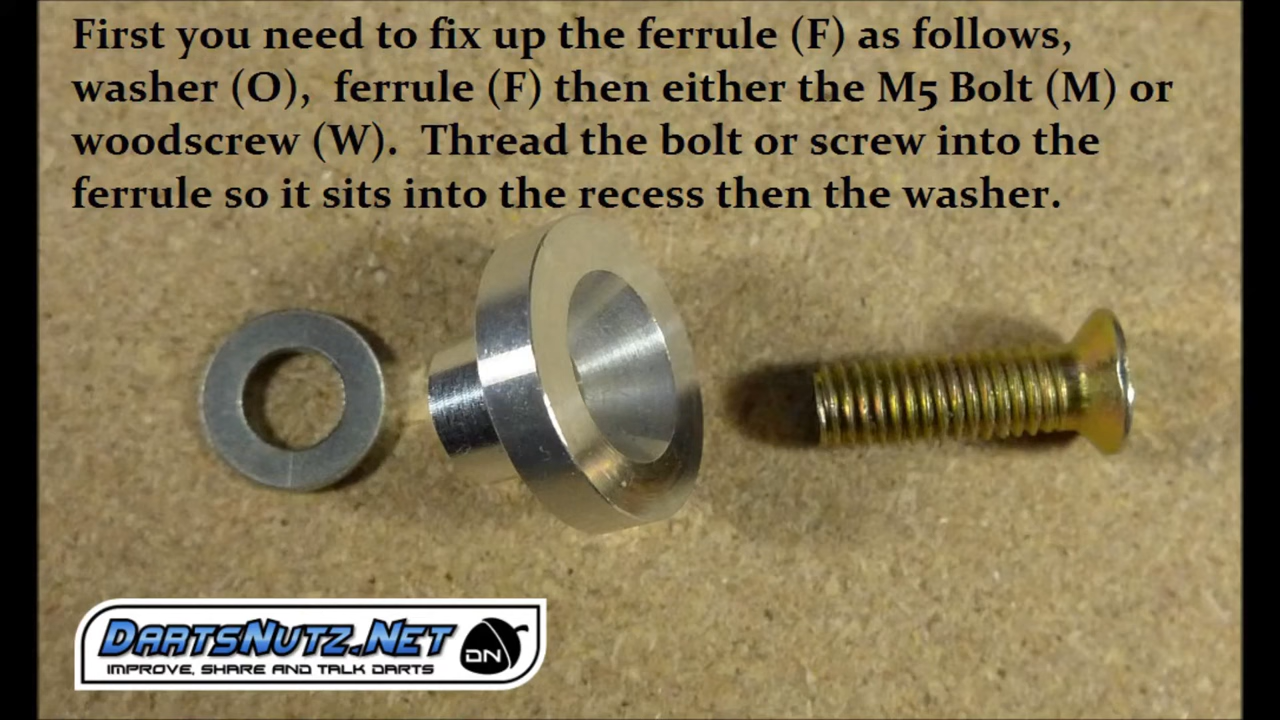 First you need to fix up the ferrule (F) as follows,
washer (O),  ferrule (F) then either the M5 Bolt (M) or
woodscrew (W).  Thread the bolt or screw into the
ferrule so it sits into the recess then the washer.
DARTSNUTZ.NET
DN
IMPROVE, SHARE AND TALK DARTS